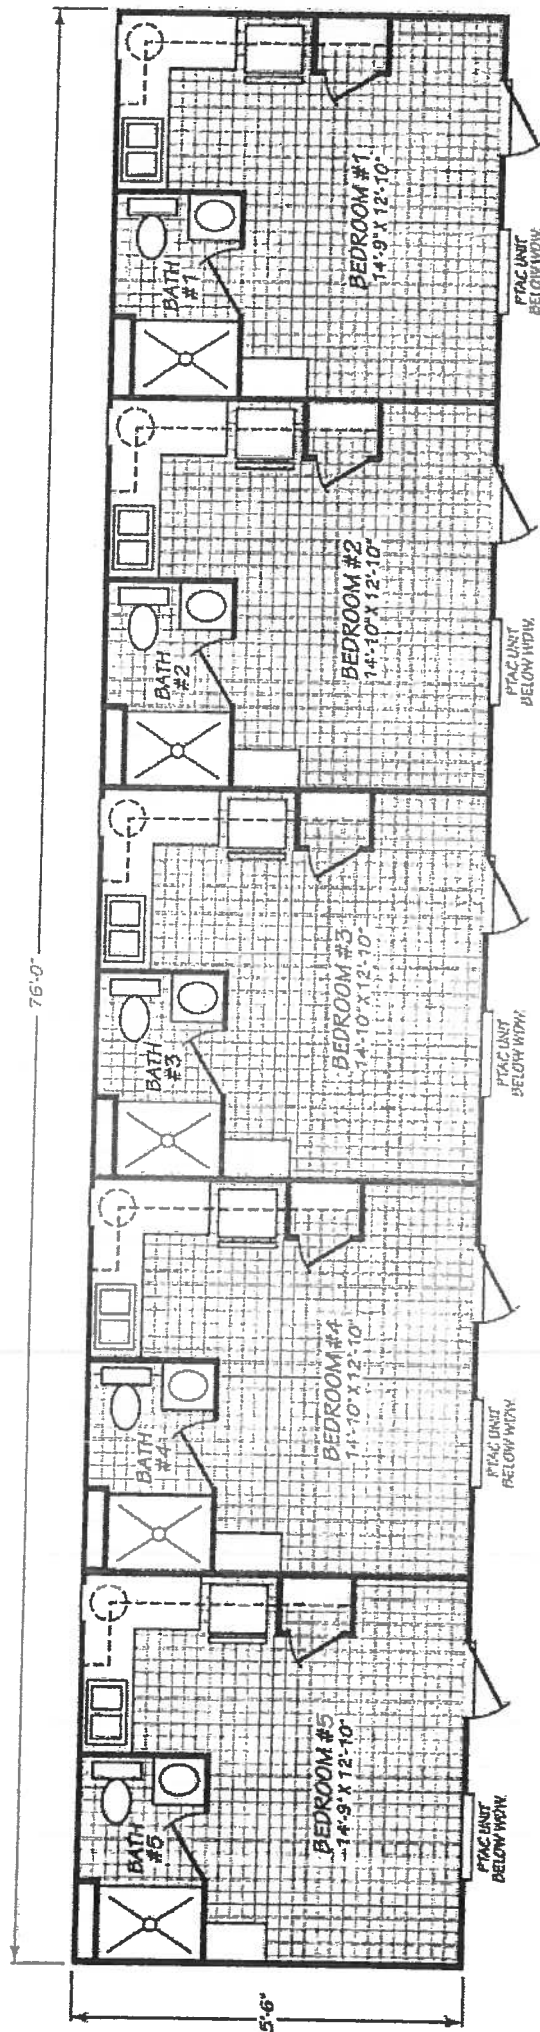 76'-0"
BEDROOM #1
14'-9" X 12'-10"
BATH
#1
PTAC UNIT
BELOW WDW.
BEDROOM #2
14'-10" X 12'-10"
BATH
#2
PTAC UNIT
BELOW WDW.
BEDROOM #3
14'-10" X 12'-10"
BATH
#3
PTAC UNIT
BELOW WDW.
BEDROOM #4
14'-10" X 12'-10"
BATH
#4
PTAC UNIT
BELOW WDW.
BEDROOM #5
14'-9" X 12'-10"
BATH
#5
PTAC UNIT
BELOW WDW.
5'-6"